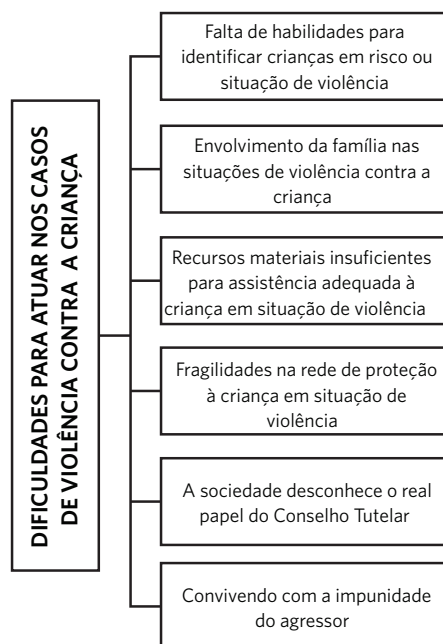 DIFICULDADES PARA ATUAR NOS CASOS
DE VIOLÊNCIA CONTRA A CRIANÇA
Falta de habilidades para
identificar crianças em risco ou
situação de violência
Envolvimento da família nas
situações de violência contra a
criança
Recursos materiais insuficientes
para assistência adequada à
criança em situação de violência
Fragilidades na rede de proteção
à criança em situação de
violência
A sociedade desconhece o real
papel do Conselho Tutelar
Convivendo com a impunidade
do agressor